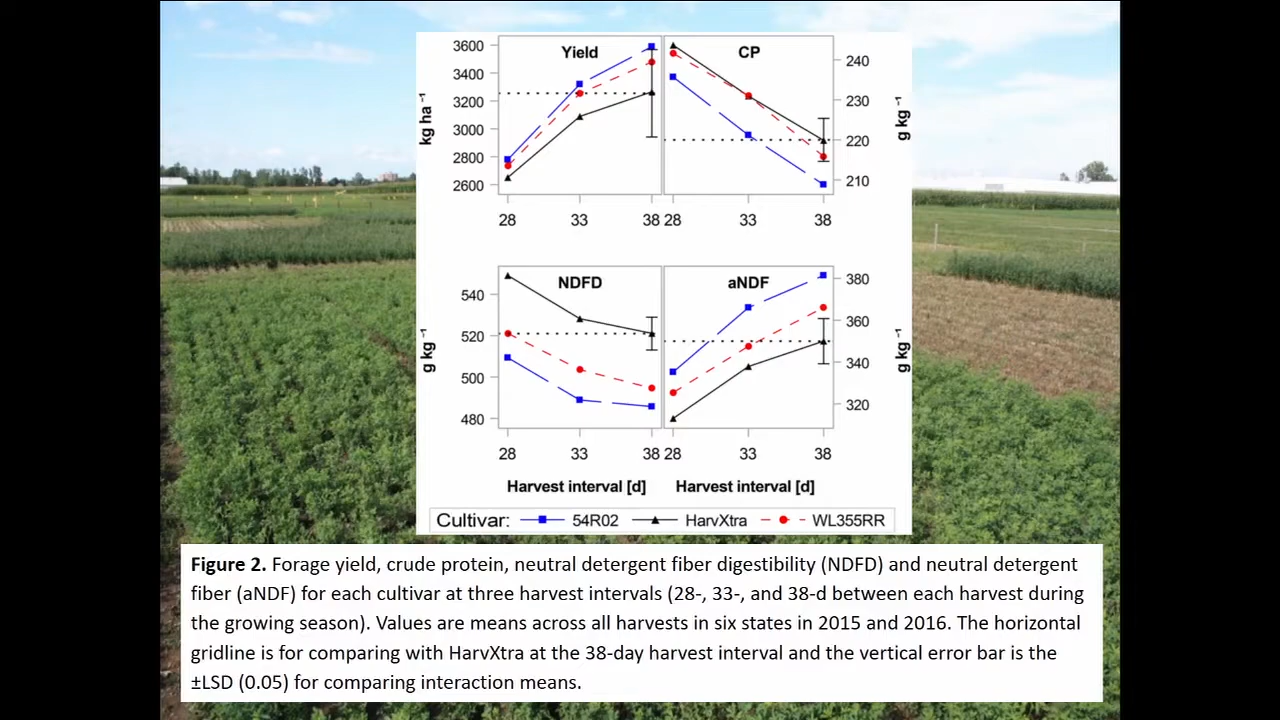 Yield
CP
3600
3400
3200
3000
2800
2600
kg ha ⁻¹
240
230
220
210
g kg ⁻¹
28 33 38 28 33 38
NDFD
aNDF
540
520
500
480
g kg ⁻¹
380
360
340
320
g kg ⁻¹
28 33 38 28 33 38
Harvest interval [d] Harvest interval [d]
Cultivar: 54R02 HarvXtra WL355RR
Figure 2. Forage yield, crude protein, neutral detergent fiber digestibility (NDFD) and neutral detergent
fiber (aNDF) for each cultivar at three harvest intervals (28-, 33-, and 38-d between each harvest during
the growing season). Values are means across all harvests in six states in 2015 and 2016. The horizontal
gridline is for comparing with HarvXtra at the 38-day harvest interval and the vertical error bar is the
±LSD (0.05) for comparing interaction means.